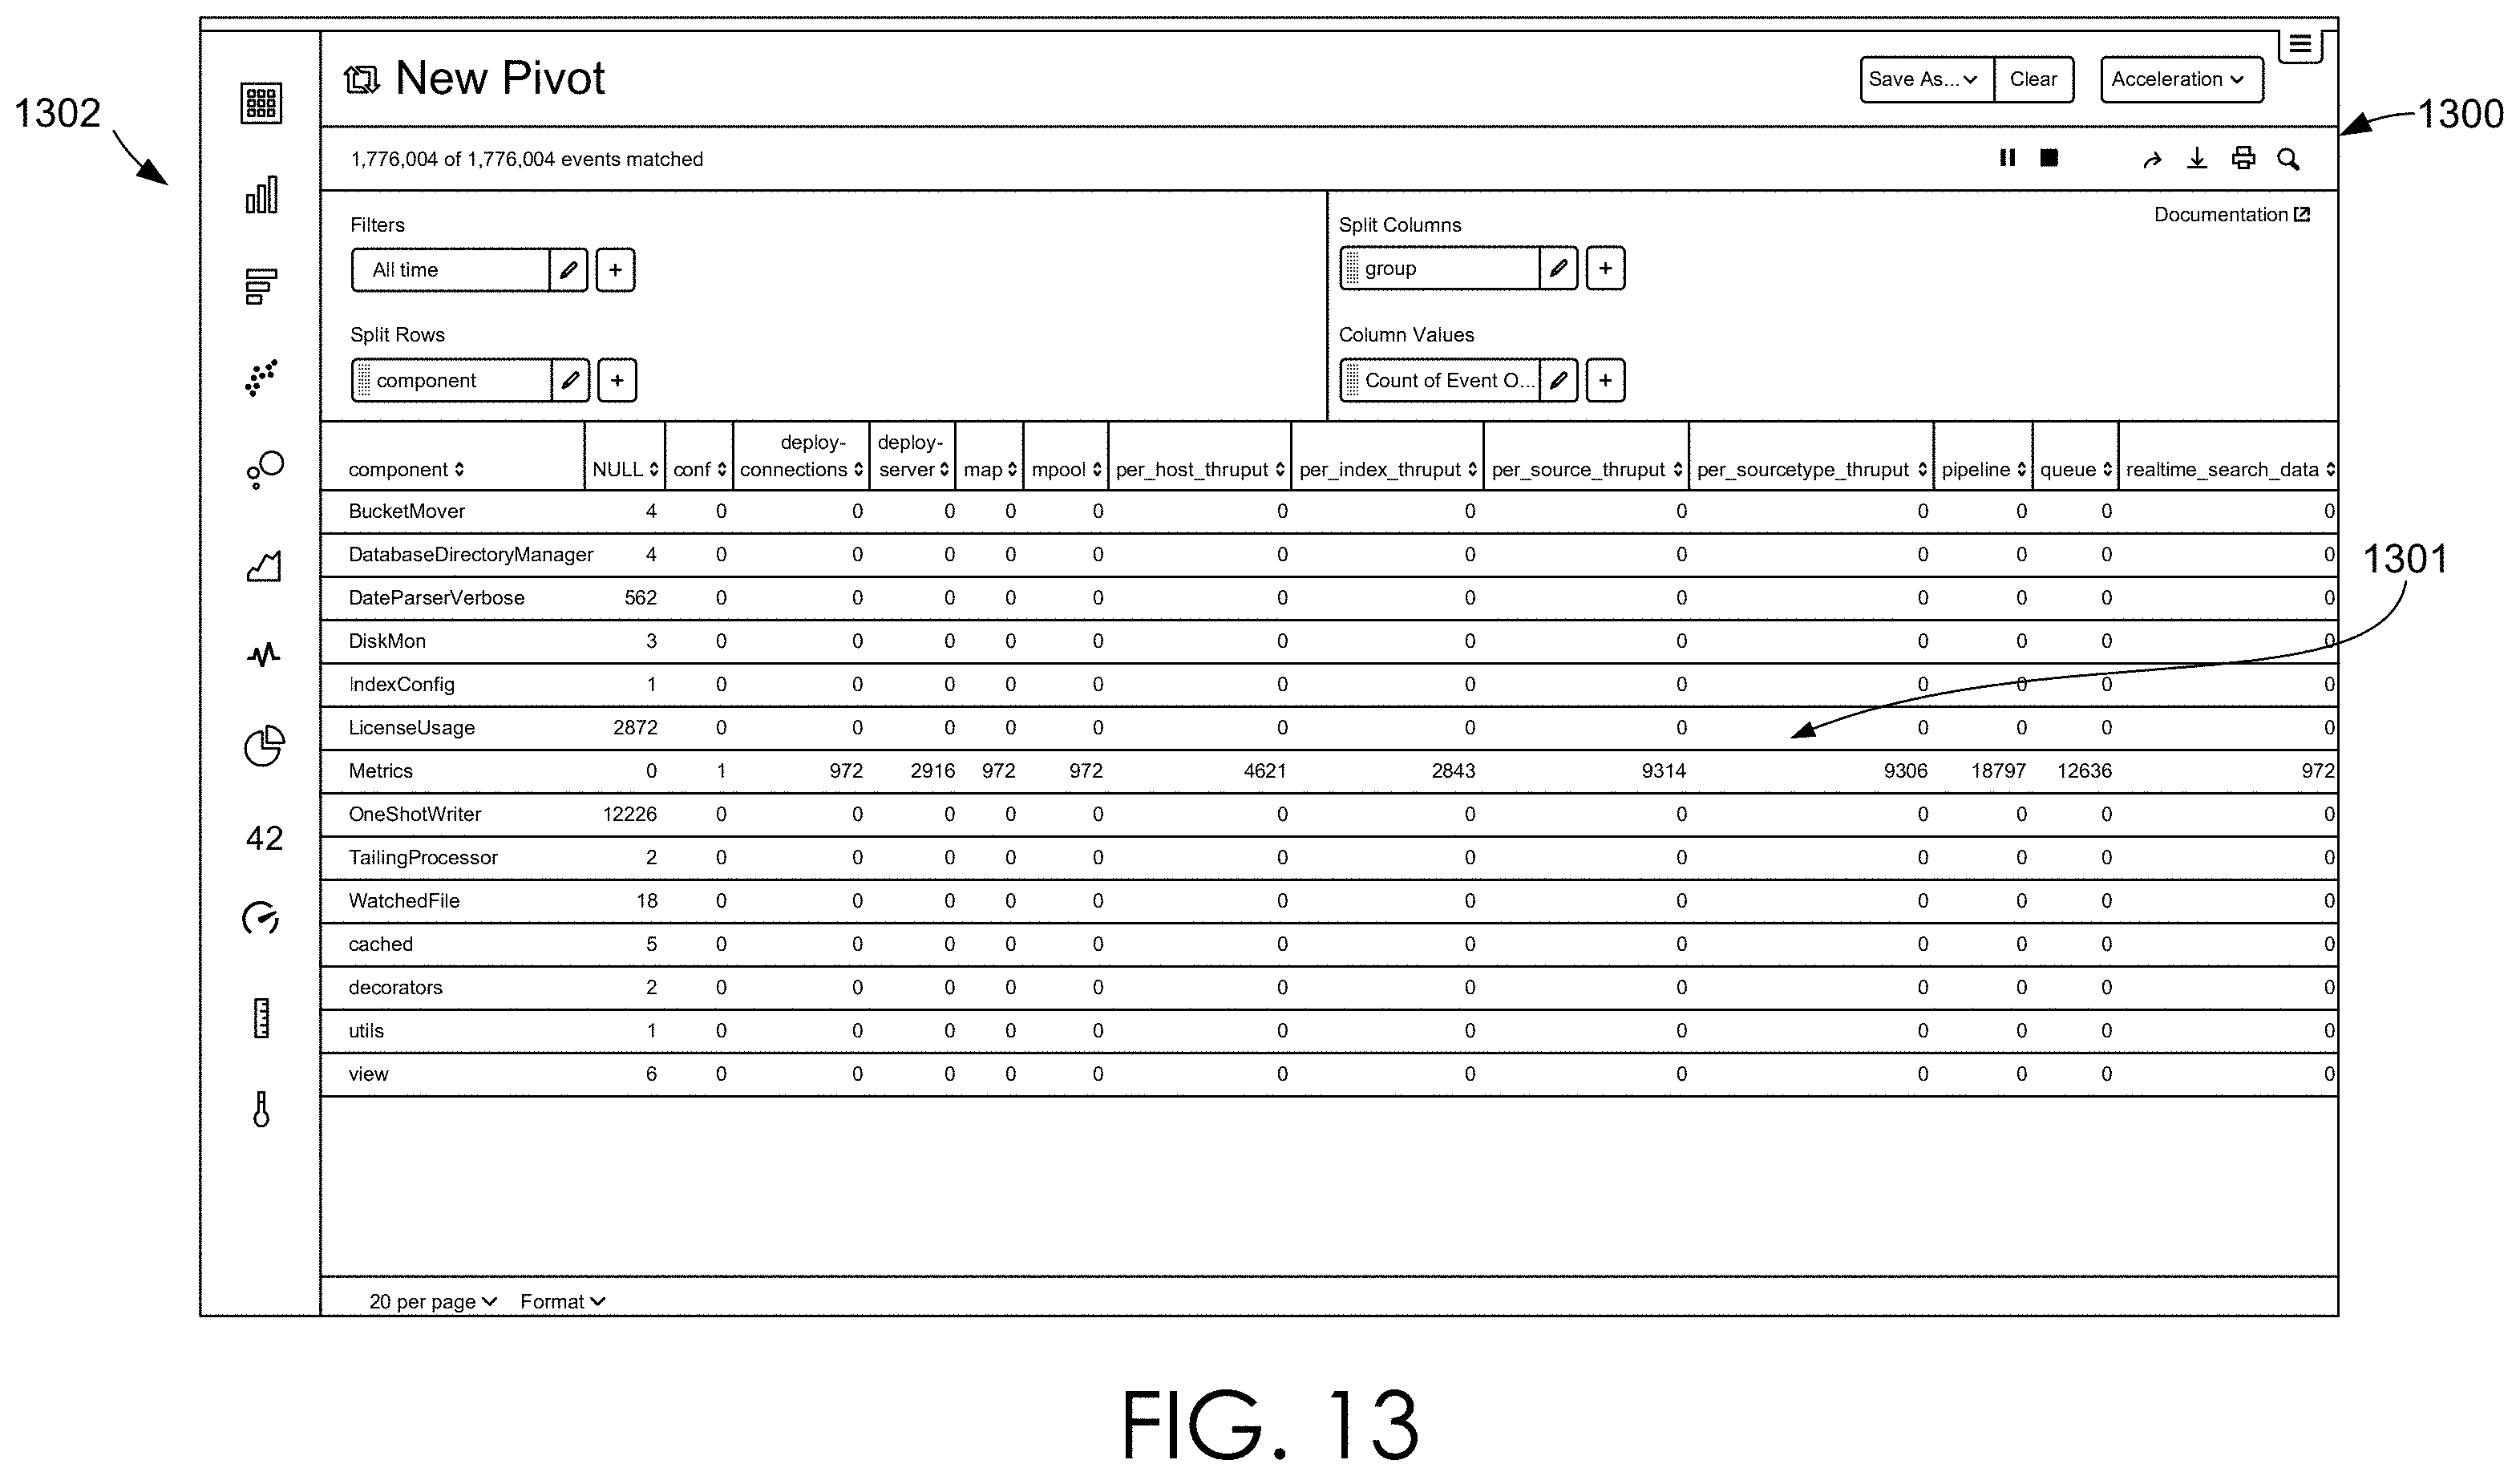 New Pivot
Save As...
Clear
Acceleration
1302
1300
1,776,004 of 1,776,004 events matched
Filters
All time
+
Split Columns
group
+
Documentation
Split Rows
component
+
Column Values
Count of Event O...
+
component NULL conf deploy-connections deploy-server map mpool per_host_thruput per_index_thruput per_source_thruput per_sourcetype_thruput pipeline queue realtime_search_data
BucketMover 4 0 0 0 0 0 0 0 0 0 0 0 0
DatabaseDirectoryManager 4 0 0 0 0 0 0 0 0 0 0 0 0
1301
DateParserVerbose 562 0 0 0 0 0 0 0 0 0 0 0 0
DiskMon 3 0 0 0 0 0 0 0 0 0 0 0 0
IndexConfig 1 0 0 0 0 0 0 0 0 0 0 0 0
LicenseUsage 2872 0 0 0 0 0 0 0 0 0 0 0 0
Metrics 0 1 972 2916 972 972 4621 2843 9314 9306 18797 12636 972
OneShotWriter 12226 0 0 0 0 0 0 0 0 0 0 0 0
42
TailingProcessor 2 0 0 0 0 0 0 0 0 0 0 0 0
WatchedFile 18 0 0 0 0 0 0 0 0 0 0 0 0
cached 5 0 0 0 0 0 0 0 0 0 0 0 0
decorators 2 0 0 0 0 0 0 0 0 0 0 0 0
utils 1 0 0 0 0 0 0 0 0 0 0 0 0
view 6 0 0 0 0 0 0 0 0 0 0 0 0
20 per page Format
FIG. 13